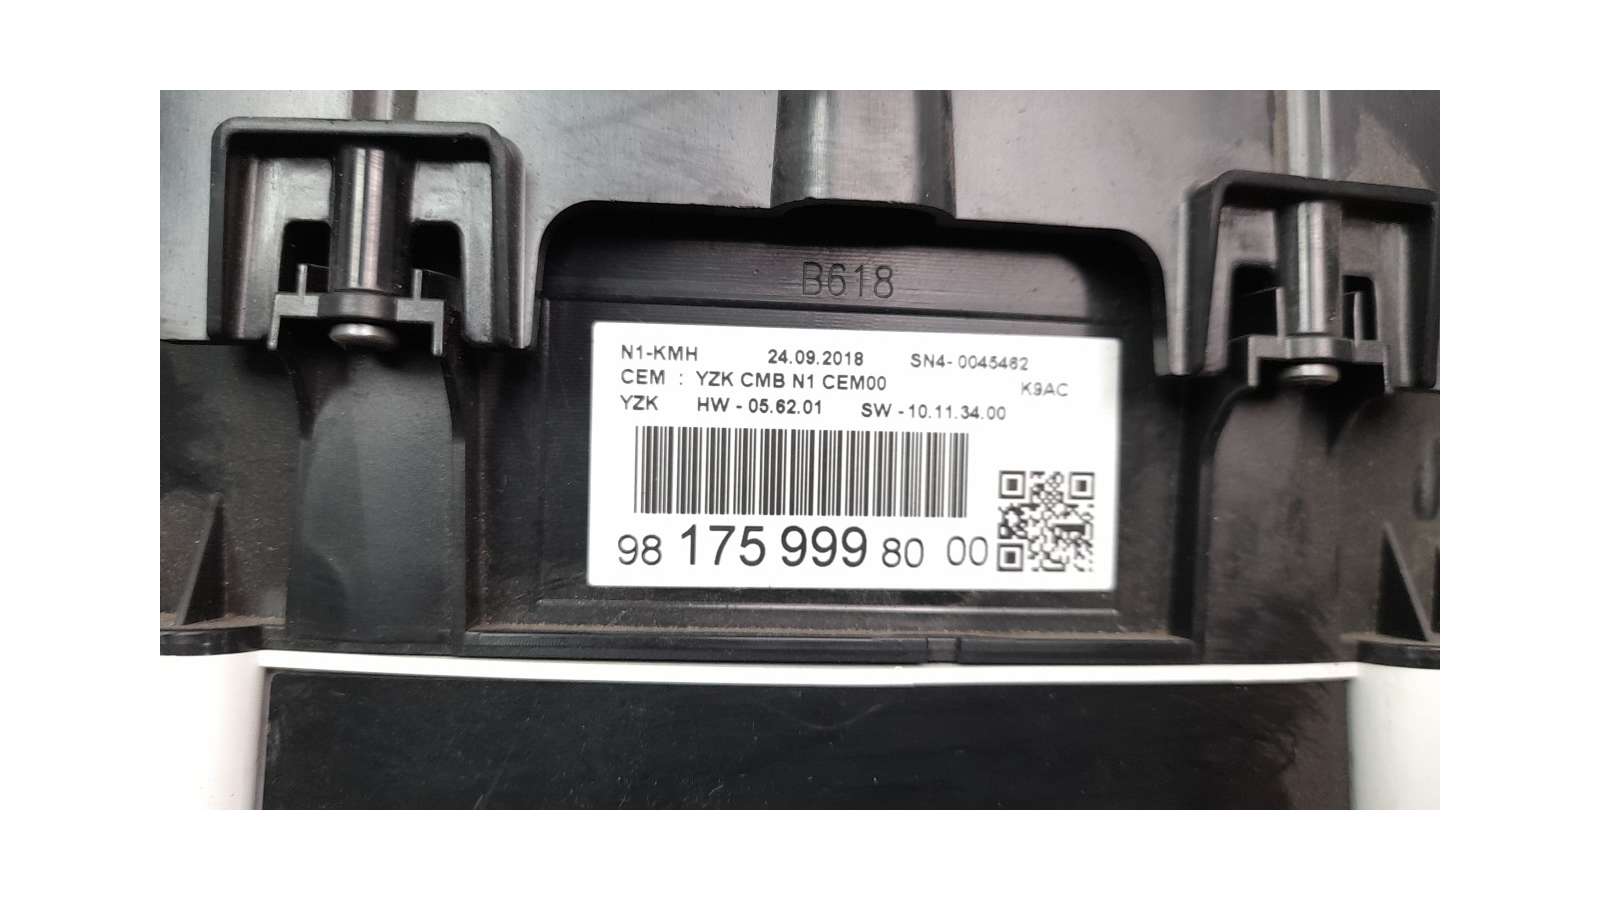 B618
N1-KMH 24.09.2018 SN4- 0045462
CEM : YZK CMB N1 CEM00 K9AC
YZK HW - 05.62.01 SW - 10.11.34.00
98 175 999 80 00